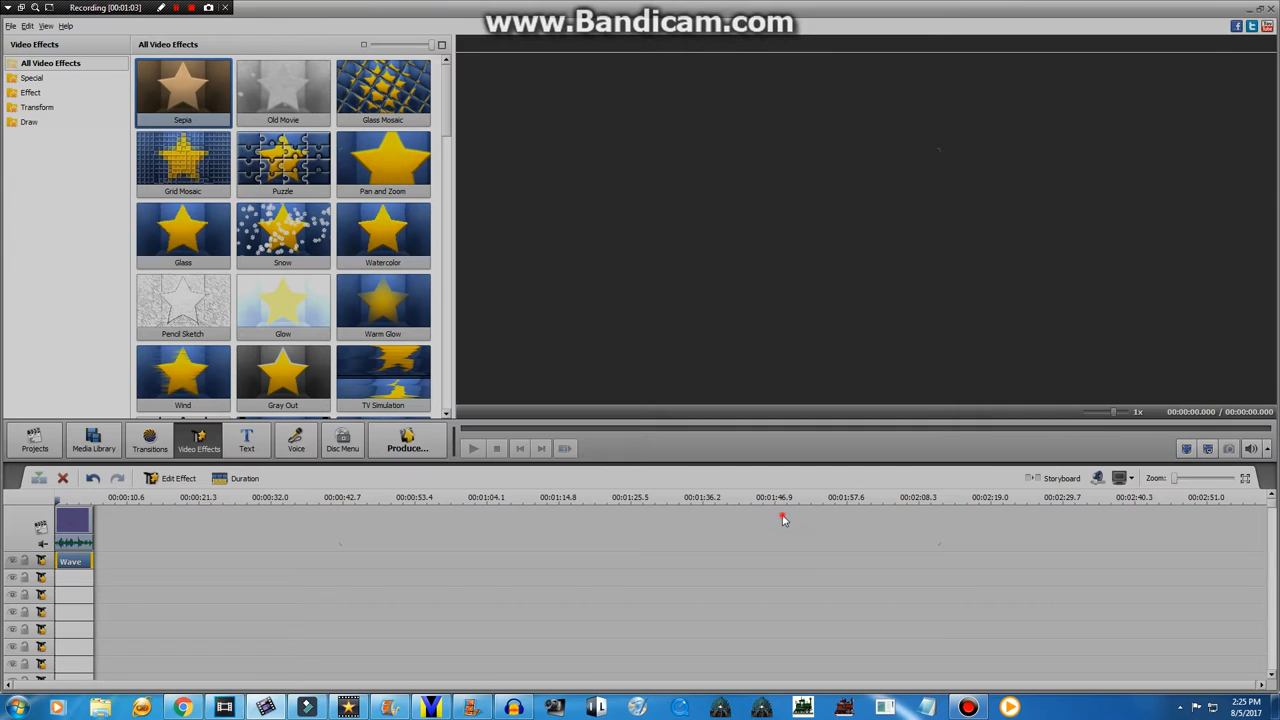 www.Bandicam.com
Recording [00:01:03]
File Edit View Help
Video Effects
All Video Effects
All Video Effects
Special
Effect
Transform
Draw
Sepia
Old Movie
Glass Mosaic
Grid Mosaic
Puzzle
Pan and Zoom
Glass
Snow
Watercolor
Pencil Sketch
Glow
Warm Glow
Wind
Gray Out
TV Simulation
1x 00:00:00.000 / 00:00:00.000
Projects
Media Library
Transitions
Video Effects
Text
Voice
Disc Menu
Produce...
Edit Effect
Duration
Storyboard
Zoom:
00:00:10.6 00:00:21.3 00:00:32.0 00:00:42.7 00:00:53.4 00:01:04.1 00:01:14.8 00:01:25.5 00:01:36.2 00:01:46.9 00:01:57.6 00:02:08.3 00:02:19.0 00:02:29.7 00:02:40.3 00:02:51.0
Wave
2:25 PM
8/5/2017